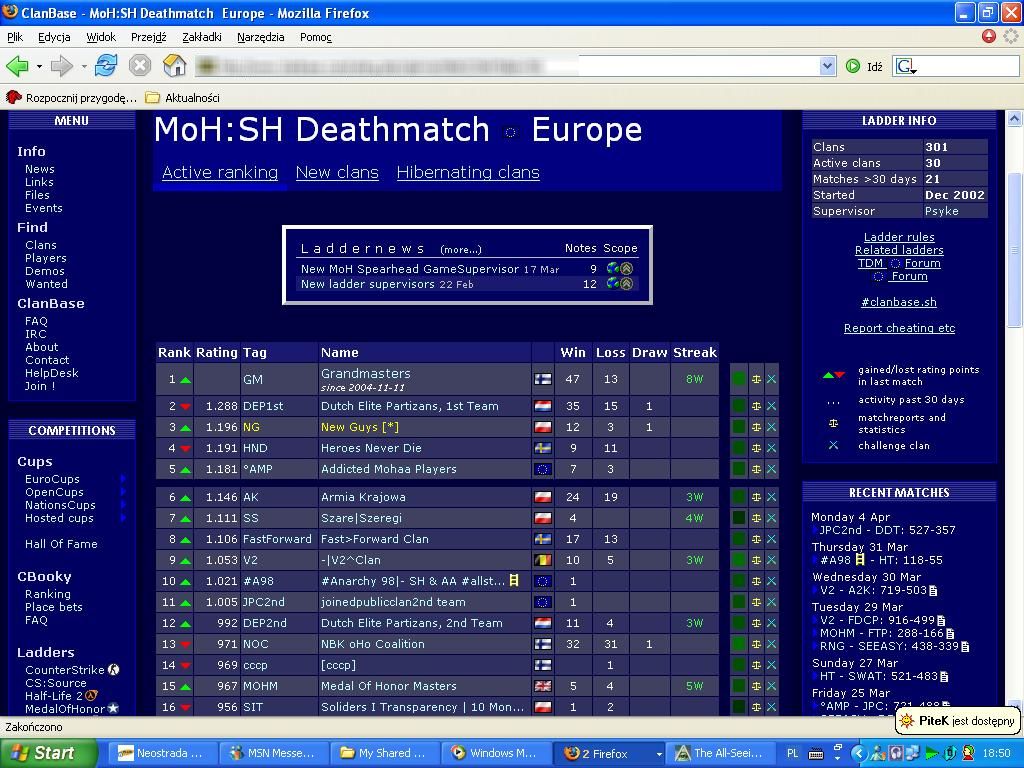 ClanBase - MoH:SH Deathmatch Europe - Mozilla Firefox
Plik Edycja Widok Przejdź Zakładki Narzędzia Pomoc
Idź G
Rozpocznij przygodę... Aktualności
MENU
Info
News
Links
Files
Events
Find
Clans
Players
Demos
Wanted
ClanBase
FAQ
IRC
About
Contact
HelpDesk
Join !
COMPETITIONS
Cups
EuroCups
OpenCups
NationsCups
Hosted cups
Hall Of Fame
CBooky
Ranking
Place bets
FAQ
Ladders
CounterStrike
CS:Source
Half-Life 2
MedalOfHonor
MoH:SH Deathmatch Europe
Active ranking New clans Hibernating clans
Laddernews (more...) Notes Scope
New MoH Spearhead GameSupervisor 17 Mar 9
New ladder supervisors 22 Feb 12
Rank Rating Tag Name Win Loss Draw Streak
1 GM Grandmasters 47 13 8W
since 2004-11-11
2 1.288 DEP1st Dutch Elite Partizans, 1st Team 35 15 1
3 1.196 NG New Guys [*] 12 3 1
4 1.191 HND Heroes Never Die 9 11
5 1.181 °AMP Addicted Mohaa Players 7 3
6 1.146 AK Armia Krajowa 24 19 3W
7 1.111 SS Szare|Szeregi 4 4W
8 1.106 FastForward Fast>Forward Clan 17 13
9 1.053 V2 -|V2^Clan 10 5 3W
10 1.021 #A98 #Anarchy 98|- SH & AA #allst... 1
11 1.005 JPC2nd joinedpublicclan2nd team 1
12 992 DEP2nd Dutch Elite Partizans, 2nd Team 11 4 3W
13 971 NOC NBK oHo Coalition 32 31 1
14 969 cccp [cccp] 1
15 967 MOHM Medal Of Honor Masters 5 4 5W
16 956 SIT Soliders I Transparency | 10 Mon... 1 2
LADDER INFO
Clans 301
Active clans 30
Matches >30 days 21
Started Dec 2002
Supervisor Psyke
Ladder rules
Related ladders
TDM Forum
Forum
#clanbase.sh
Report cheating etc
gained/lost rating points
in last match
... activity past 30 days
matchreports and
statistics
challenge clan
RECENT MATCHES
Monday 4 Apr
JPC2nd - DDT: 527-357
Thursday 31 Mar
#A98 - HT: 118-55
Wednesday 30 Mar
V2 - A2K: 719-503
Tuesday 29 Mar
V2 - FDCP: 916-499
MOHM - FTP: 288-166
RNG - SEEASY: 438-339
Sunday 27 Mar
HT - SWAT: 521-483
Friday 25 Mar
°AMP - JPC:
PiteK jest dostępny
Zakończono
Start Neostrada ... MSN Messe... My Shared ... Windows M... 2 Firefox The All-Seei... PL 18:50